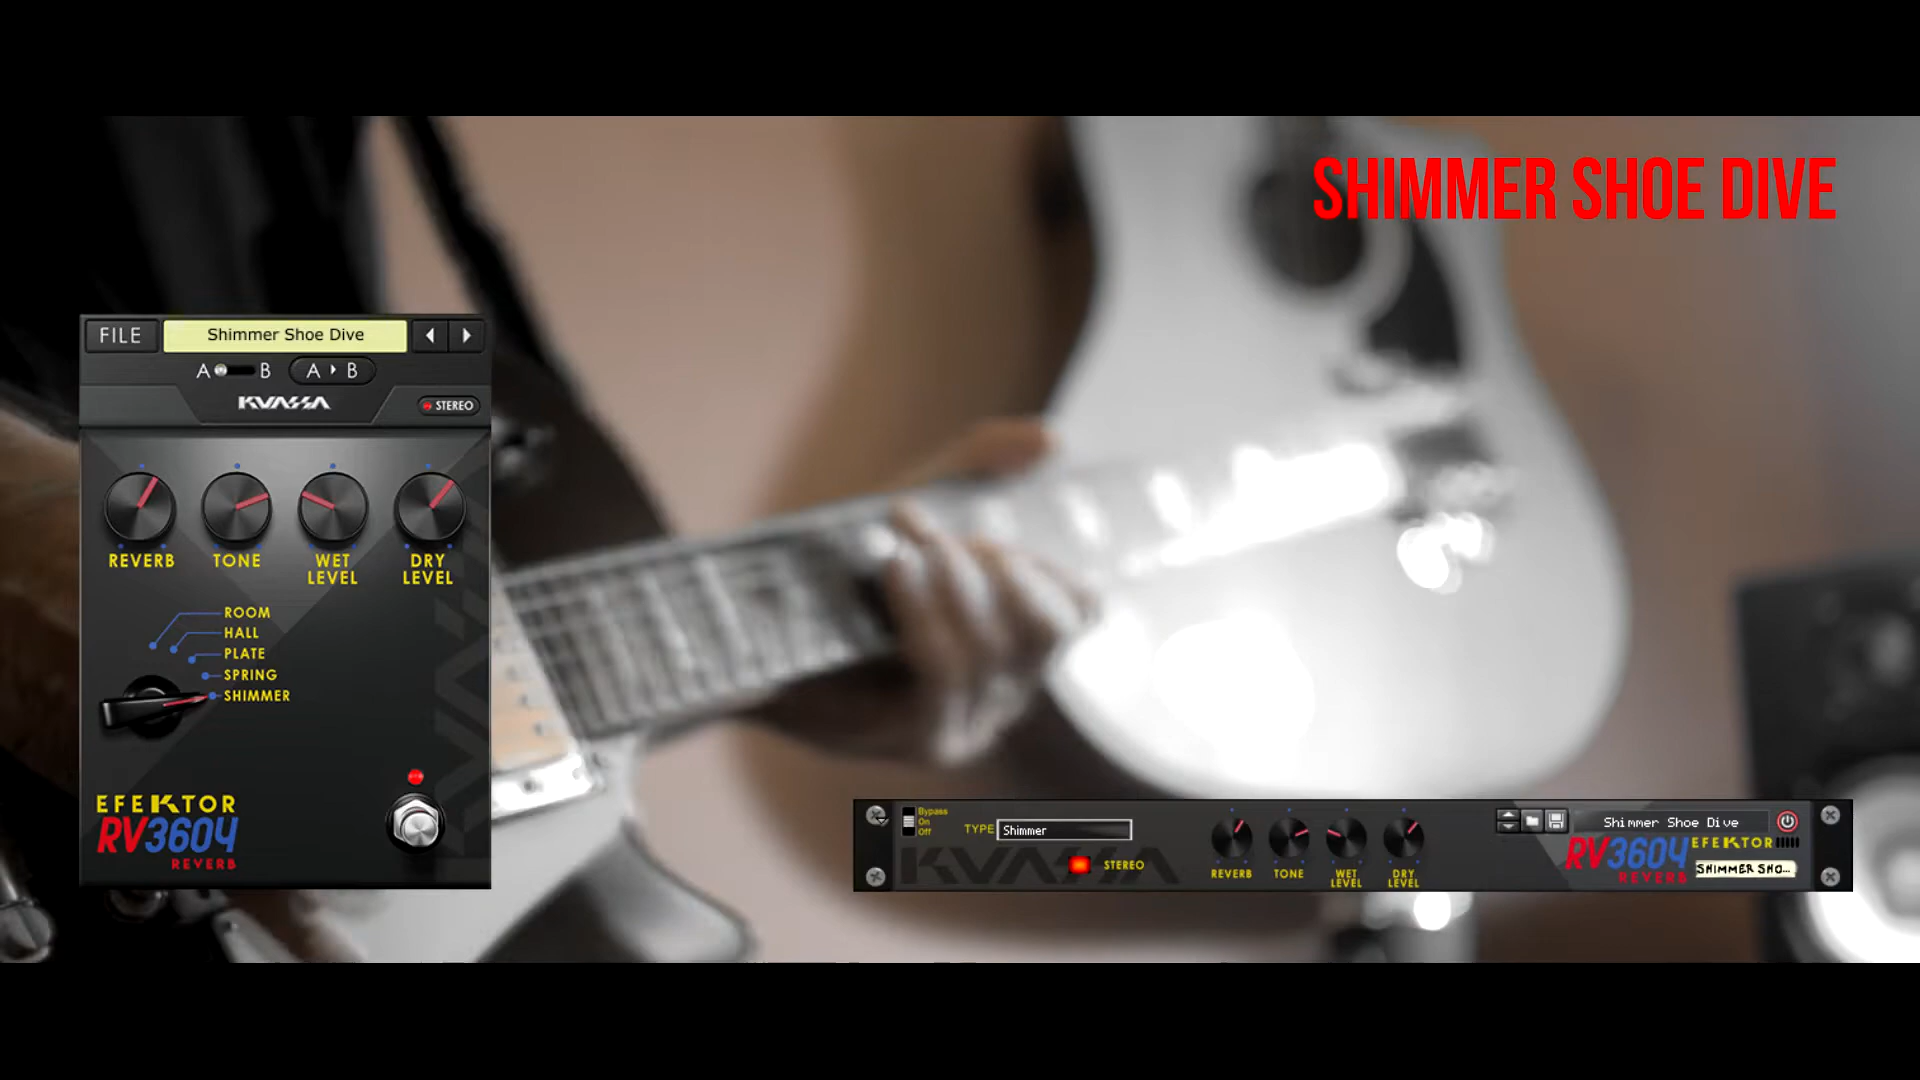 SHIMMER SHOE DIVE
FILE
Shimmer Shoe Dive
A B A B
KVASSA
STEREO
REVERB TONE WET LEVEL DRY LEVEL
ROOM
HALL
PLATE
SPRING
SHIMMER
EFEKTOR
RV3604
REVERB
Bypass
On
Off
TYPE Shimmer
KVASSA
STEREO
REVERB TONE WET LEVEL DRY LEVEL
Shimmer Shoe Dive
RV3604 EFEKTOR
REVERB
SHIMMER SHO...